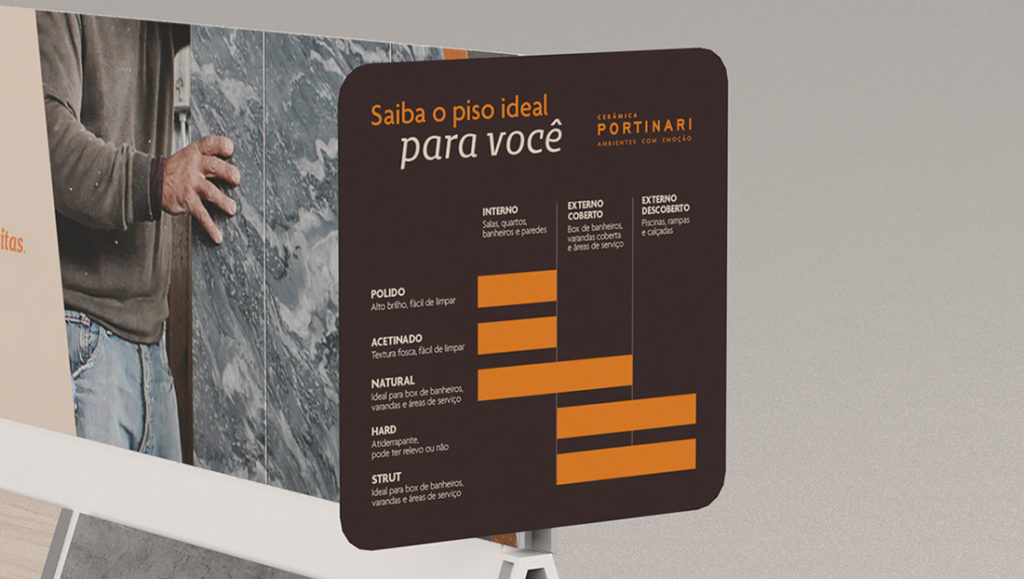 itas.
Saiba o piso ideal
para você
CERÂMICA
PORTINARI
AMBIENTES COM EMOÇÃO
INTERNO
Salas, quartos,
banheiros e paredes
EXTERNO
COBERTO
Box de banheiros,
varandas coberta
e áreas de serviço
EXTERNO
DESCOBERTO
Piscinas, rampas
e calçadas
POLIDO
Alto brilho, fácil de limpar
ACETINADO
Textura fosca, fácil de limpar
NATURAL
Ideal para box de banheiros,
varandas e áreas de serviço
HARD
Atiderrapante,
pode ter relevo ou não
STRUT
Ideal para box de banheiros,
varandas e áreas de serviço